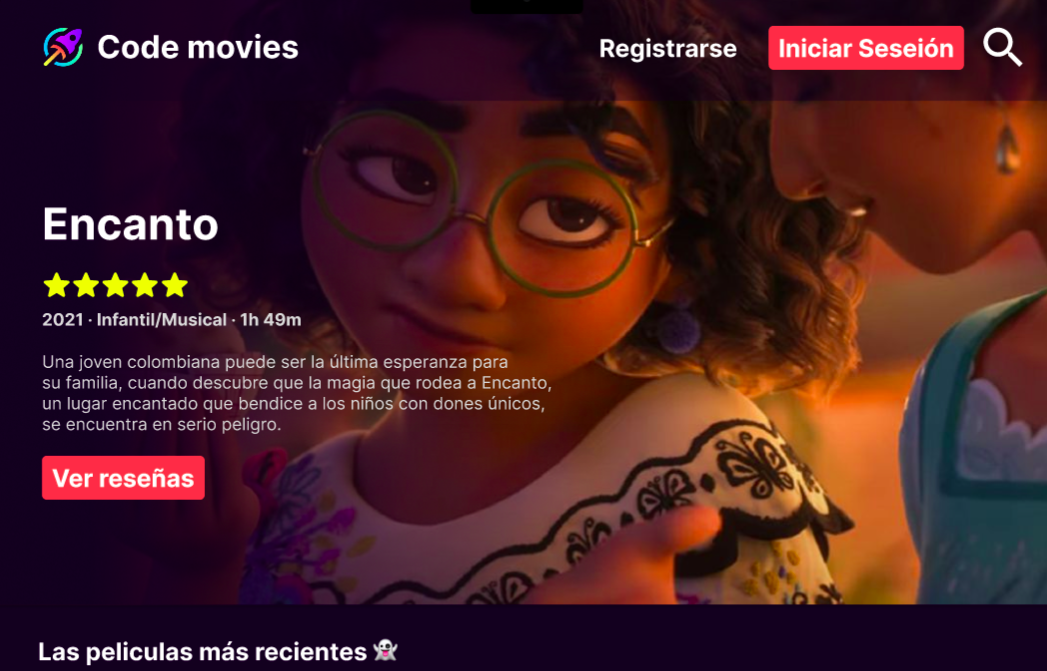 Code movies
Registrarse
Iniciar Seseión
Encanto
2021 · Infantil/Musical · 1h 49m
Una joven colombiana puede ser la última esperanza para
su familia, cuando descubre que la magia que rodea a Encanto,
un lugar encantado que bendice a los niños con dones únicos,
se encuentra en serio peligro.
Ver reseñas
Las peliculas más recientes 👻